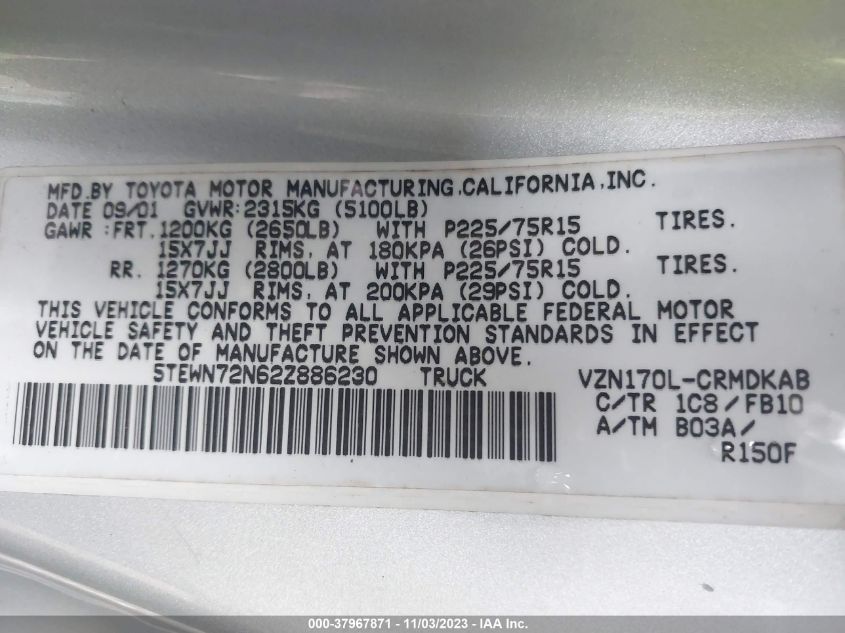 MFD.BY TOYOTA MOTOR MANUFACTURING.CALIFORNIA,INC.
DATE 09/01 GVWR:2315KG (5100LB)
GAWR :FRT.1200KG (2650LB) WITH P225/75R15 TIRES.
15X7JJ RIMS, AT 180KPA (26PSI) COLD.
RR. 1270KG (2800LB) WITH P225/75R15 TIRES.
15X7JJ RIMS, AT 200KPA (29PSI) COLD.
THIS VEHICLE CONFORMS TO ALL APPLICABLE FEDERAL MOTOR
VEHICLE SAFETY AND THEFT PREVENTION STANDARDS IN EFFECT
ON THE DATE OF MANUFACTURE SHOWN ABOVE.
5TEWN72N62Z886230 TRUCK VZN170L-CRMDKAB
C/TR 1C8/FB10
A/TM B03A/
R150F
000-37967871 - 11/03/2023 - IAA Inc.